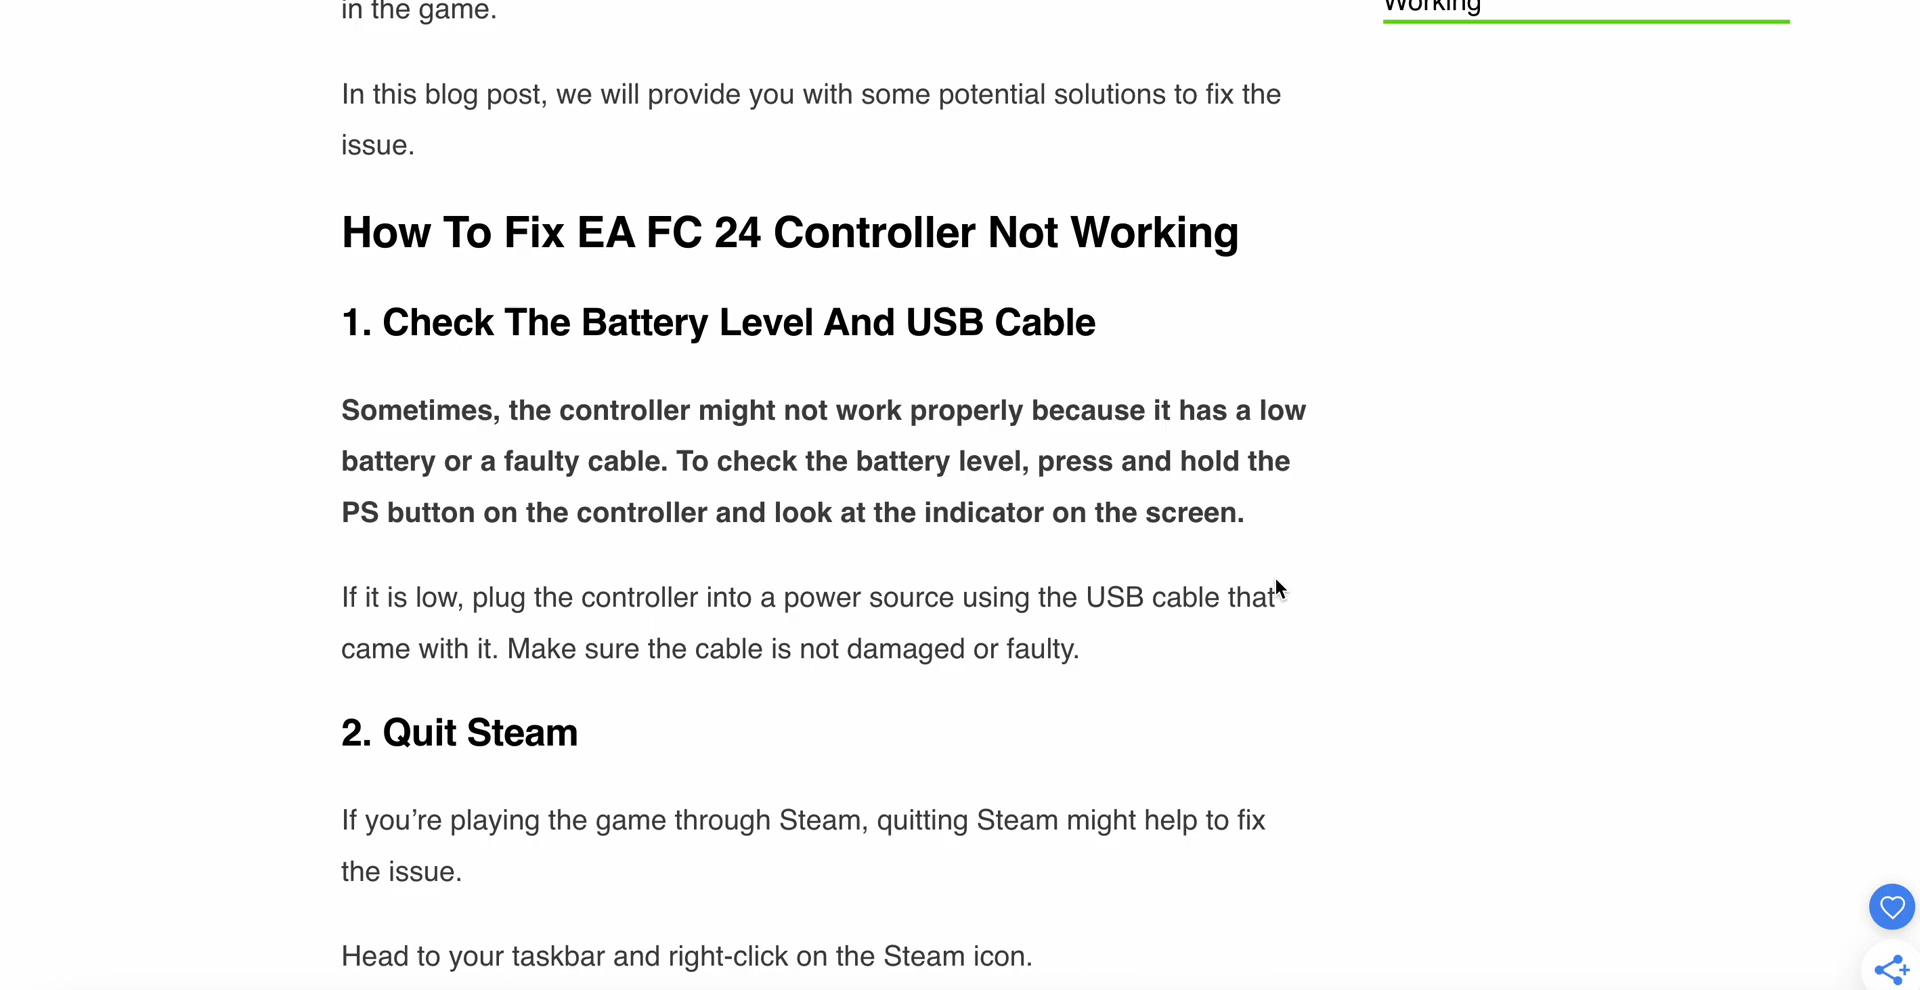 in the game.
Working
In this blog post, we will provide you with some potential solutions to fix the
issue.
How To Fix EA FC 24 Controller Not Working
1. Check The Battery Level And USB Cable
Sometimes, the controller might not work properly because it has a low
battery or a faulty cable. To check the battery level, press and hold the
PS button on the controller and look at the indicator on the screen.
If it is low, plug the controller into a power source using the USB cable that
came with it. Make sure the cable is not damaged or faulty.
2. Quit Steam
If you’re playing the game through Steam, quitting Steam might help to fix
the issue.
Head to your taskbar and right-click on the Steam icon.